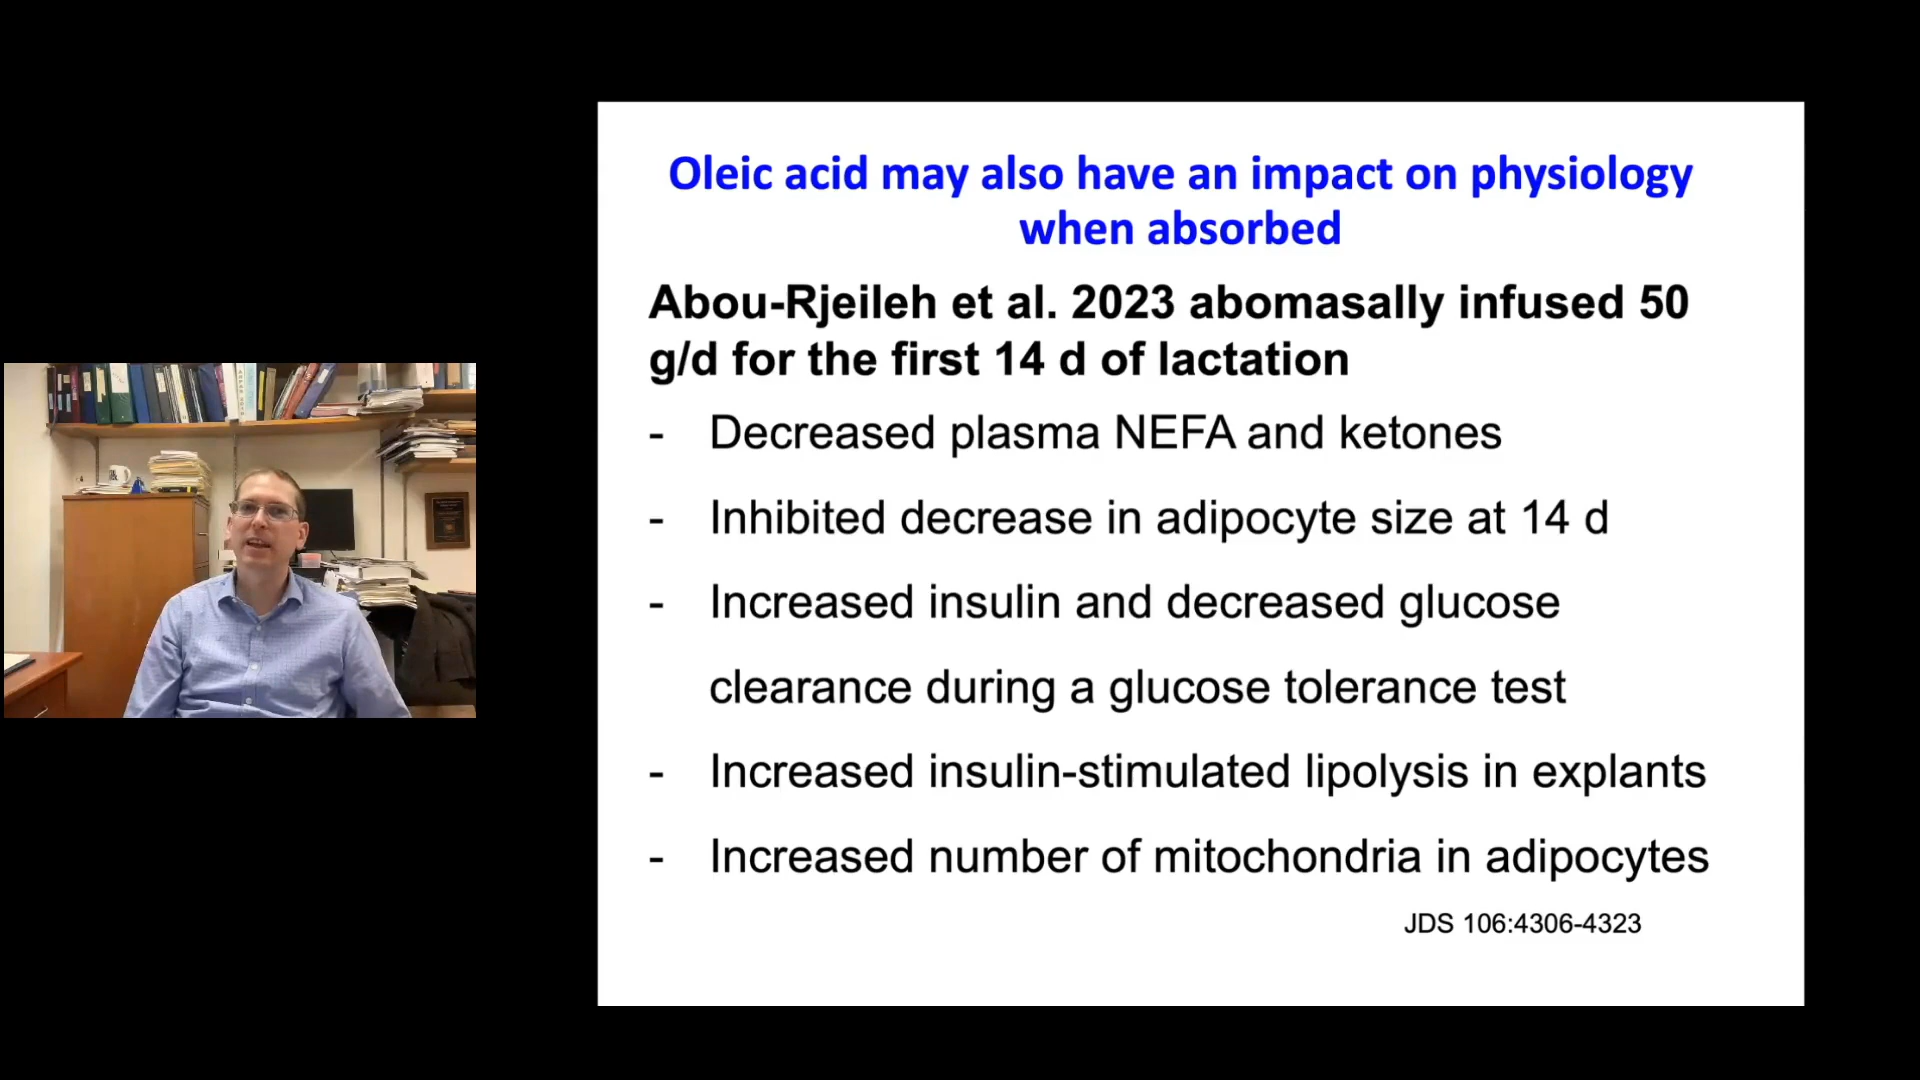 Oleic acid may also have an impact on physiology
when absorbed
Abou-Rjeileh et al. 2023 abomasally infused 50
g/d for the first 14 d of lactation
- Decreased plasma NEFA and ketones
- Inhibited decrease in adipocyte size at 14 d
- Increased insulin and decreased glucose
clearance during a glucose tolerance test
- Increased insulin-stimulated lipolysis in explants
- Increased number of mitochondria in adipocytes
JDS 106:4306-4323